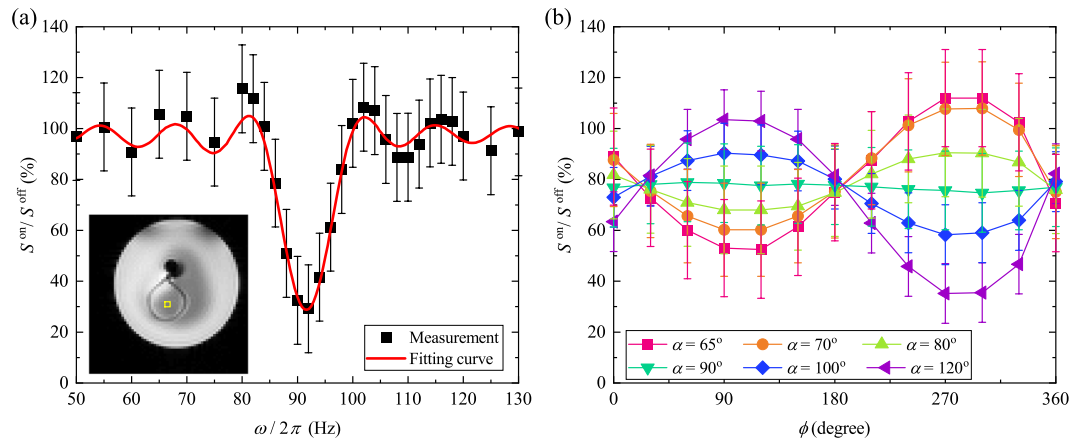 (a)
140
120
100
80
60
40
20
0
S^on / S^off (%)
50 60 70 80 90 100 110 120 130
ω / 2π (Hz)
Measurement
Fitting curve
(b)
140
120
100
80
60
40
20
0
S^on / S^off (%)
0 90 180 270 360
ϕ (degree)
α = 65° α = 70° α = 80°
α = 90° α = 100° α = 120°